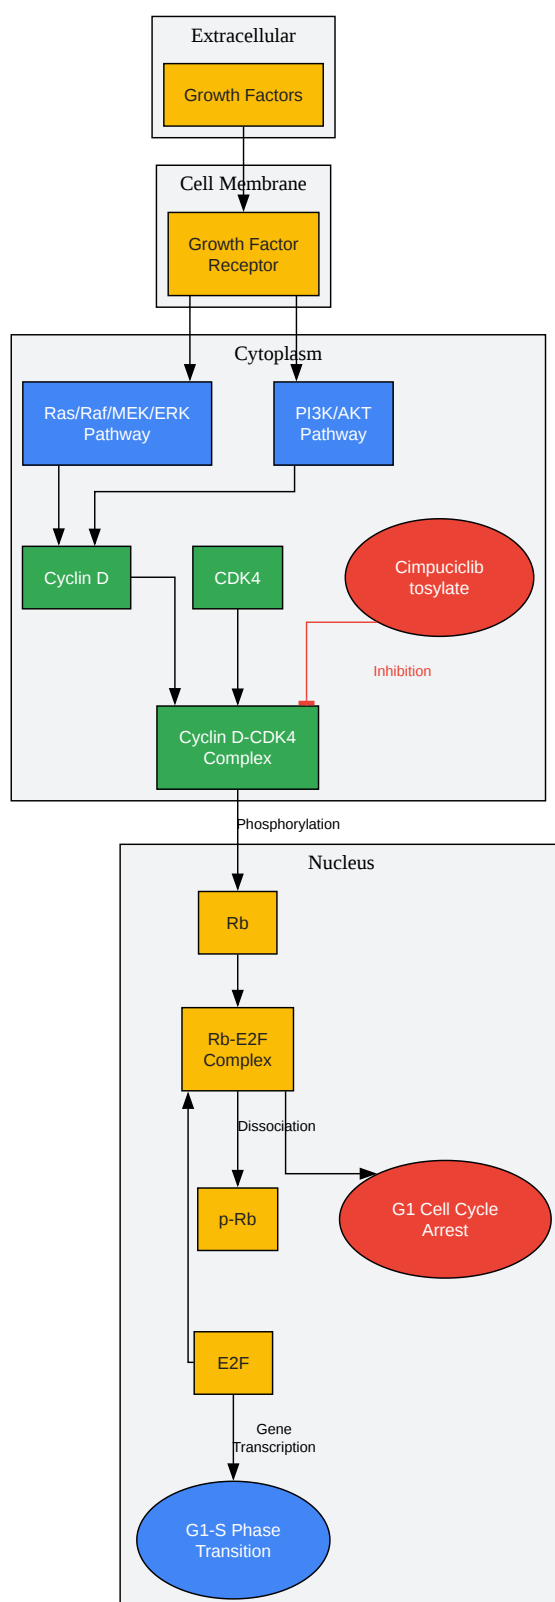 Extracellular
Growth Factors
Cell Membrane
Growth Factor
Receptor
Cytoplasm
Ras/Raf/MEK/ERK
Pathway
PI3K/AKT
Pathway
Cyclin D
CDK4
Cimpuciclib
tosylate
Inhibition
Cyclin D-CDK4
Complex
Phosphorylation
Nucleus
Rb
Rb-E2F
Complex
Dissociation
p-Rb
G1 Cell Cycle
Arrest
E2F
Gene
Transcription
G1-S Phase
Transition